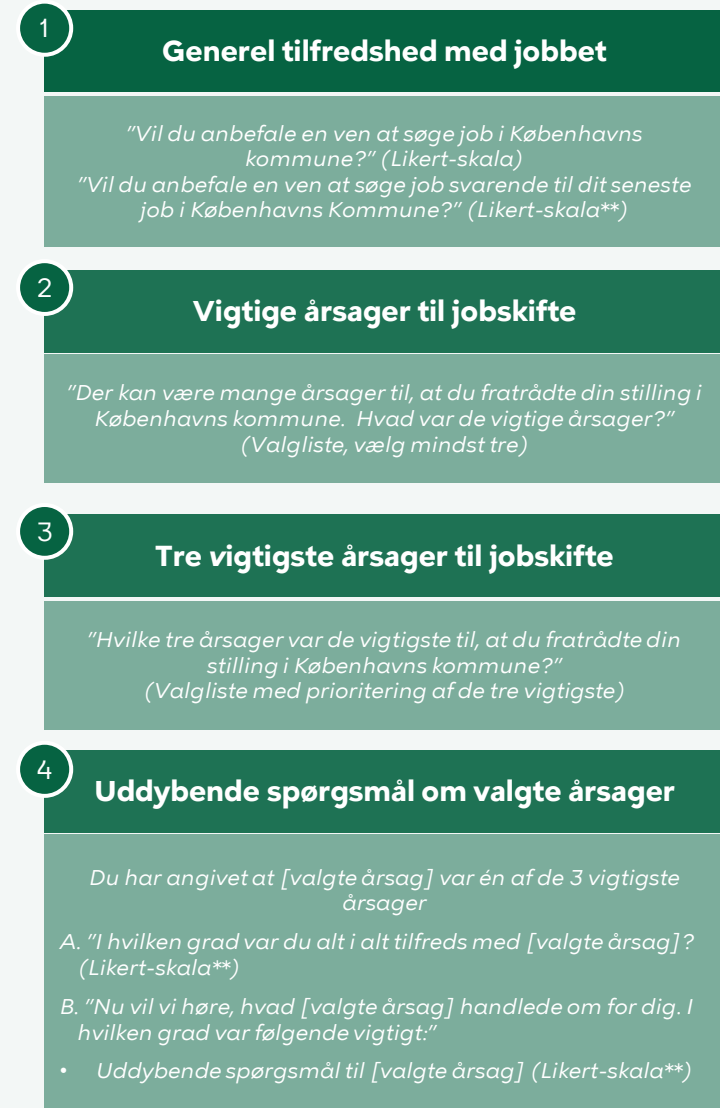 1
Generel tilfredshed med jobbet
"Vil du anbefale en ven at søge job i Københavns
kommune?" (Likert-skala)
"Vil du anbefale en ven at søge job svarende til dit seneste
job i Københavns Kommune?" (Likert-skala**)
2
Vigtige årsager til jobskifte
"Der kan være mange årsager til, at du fratrådte din stilling i
Københavns kommune. Hvad var de vigtige årsager?"
(Valgliste, vælg mindst tre)
3
Tre vigtigste årsager til jobskifte
"Hvilke tre årsager var de vigtigste til, at du fratrådte din
stilling i Københavns kommune?"
(Valgliste med prioritering af de tre vigtigste)
4
Uddybende spørgsmål om valgte årsager
Du har angivet at [valgte årsag] var én af de 3 vigtigste
årsager
A. "I hvilken grad var du alt i alt tilfreds med [valgte årsag]?
(Likert-skala**)
B. "Nu vil vi høre, hvad [valgte årsag] handlede om for dig. I
hvilken grad var følgende vigtigt:"
• Uddybende spørgsmål til [valgte årsag] (Likert-skala**)